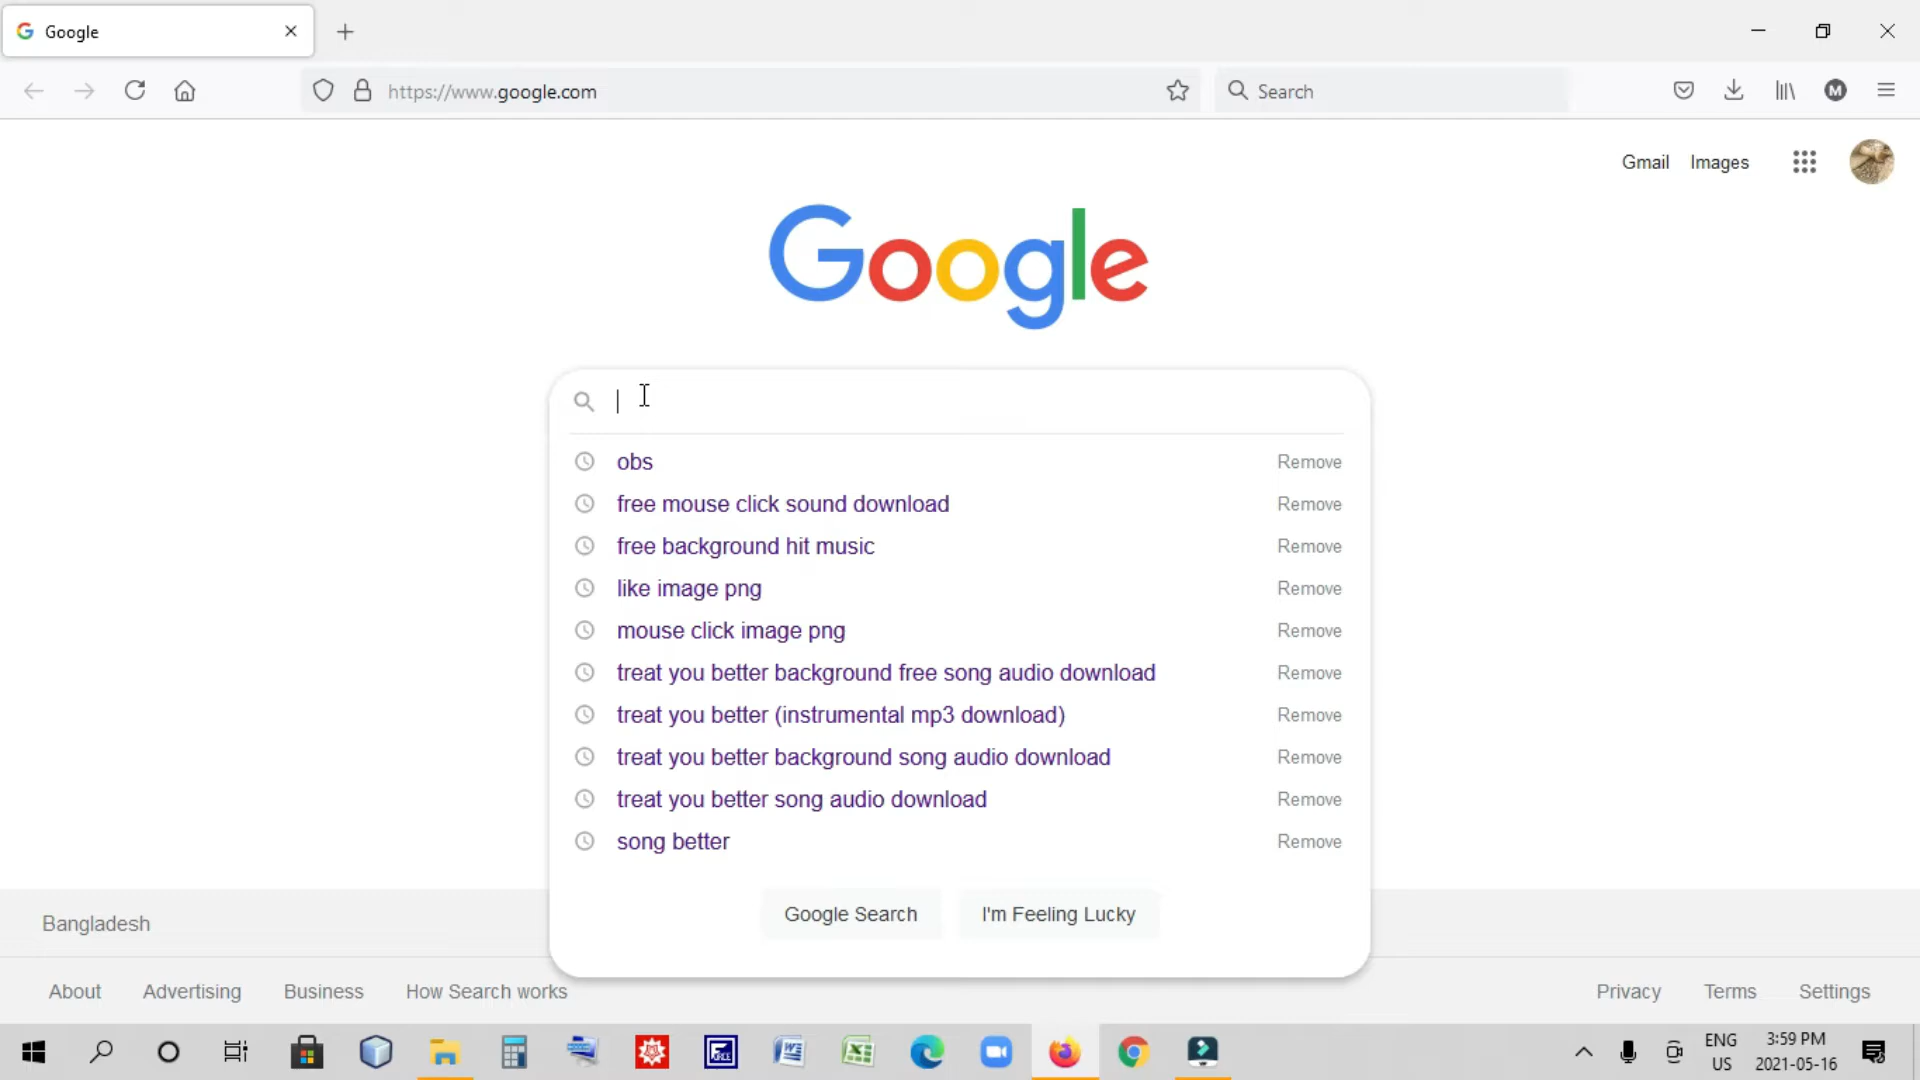 Google
https://www.google.com
Search
M
Gmail
Images
Google
obs
Remove
free mouse click sound download
Remove
free background hit music
Remove
like image png
Remove
mouse click image png
Remove
treat you better background free song audio download
Remove
treat you better (instrumental mp3 download)
Remove
treat you better background song audio download
Remove
treat you better song audio download
Remove
song better
Remove
Google Search
I'm Feeling Lucky
Bangladesh
About
Advertising
Business
How Search works
Privacy
Terms
Settings
ENG
US
3:59 PM
2021-05-16